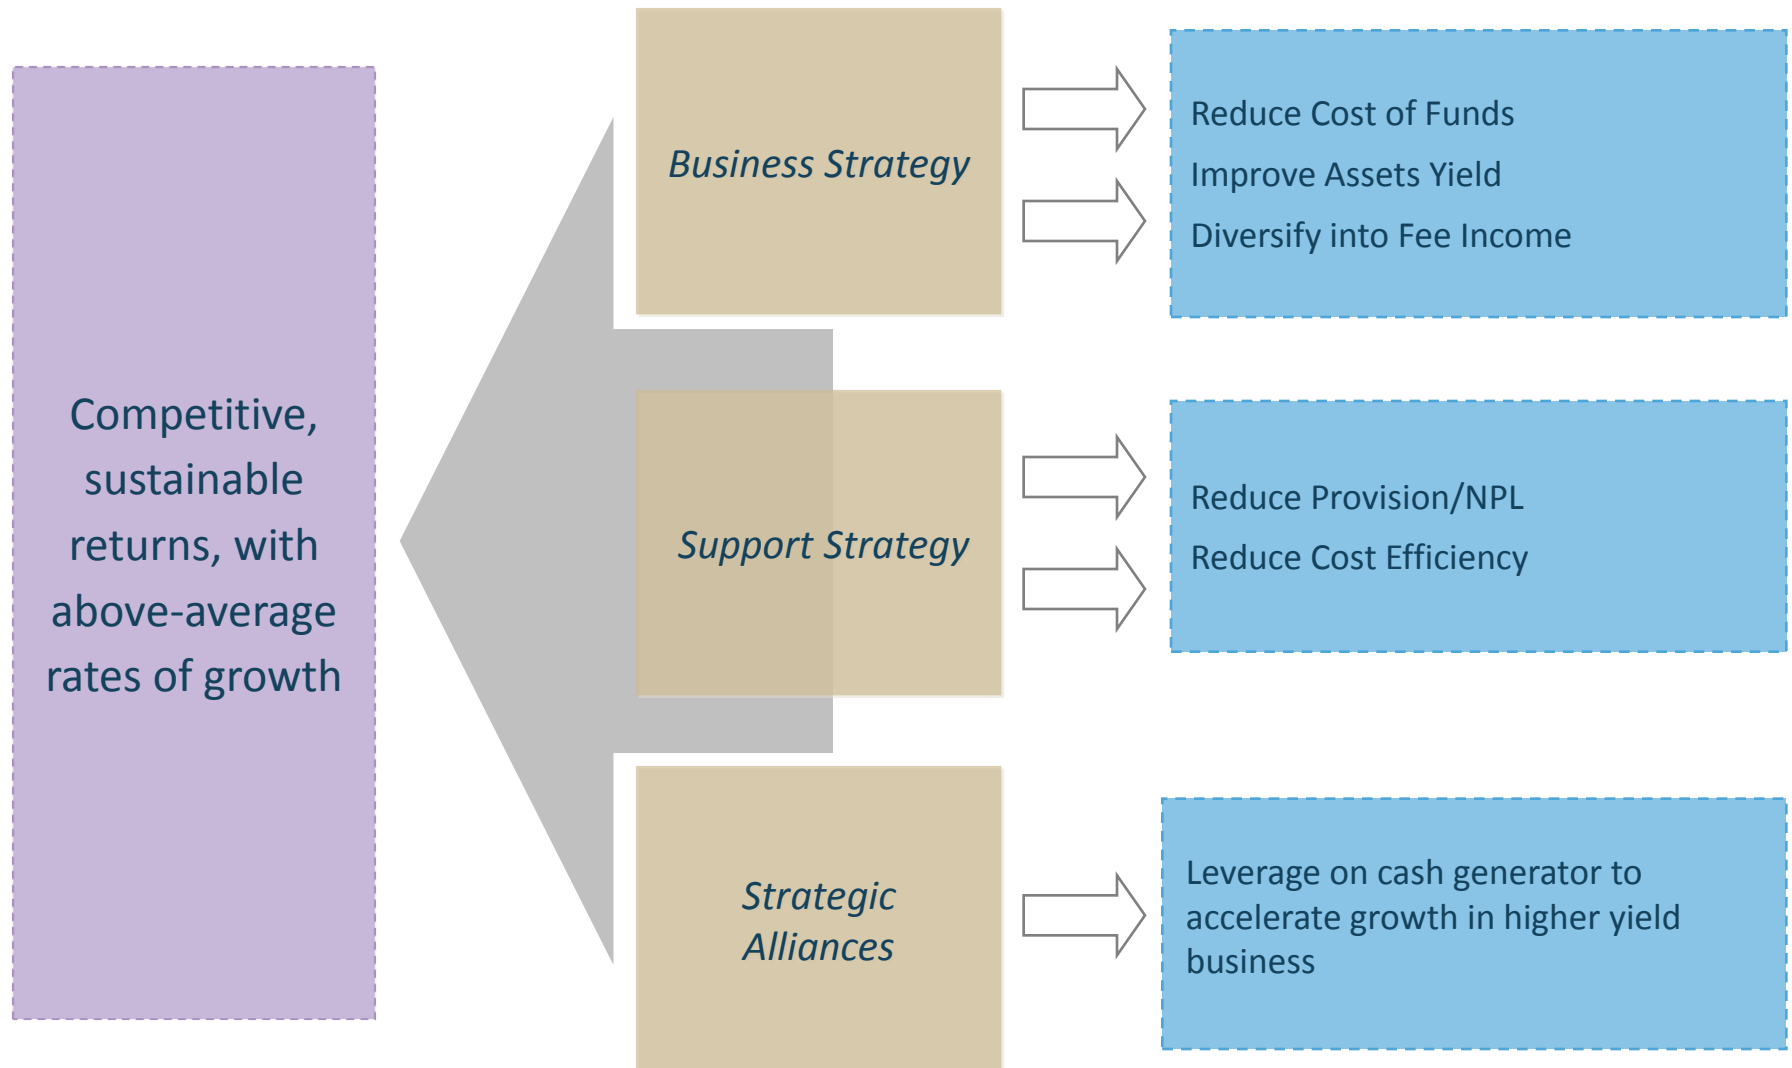 Competitive,
sustainable
returns, with
above-average
rates of growth
Business Strategy
Reduce Cost of Funds
Improve Assets Yield
Diversify into Fee Income
Support Strategy
Reduce Provision/NPL
Reduce Cost Efficiency
Strategic
Alliances
Leverage on cash generator to
accelerate growth in higher yield
business